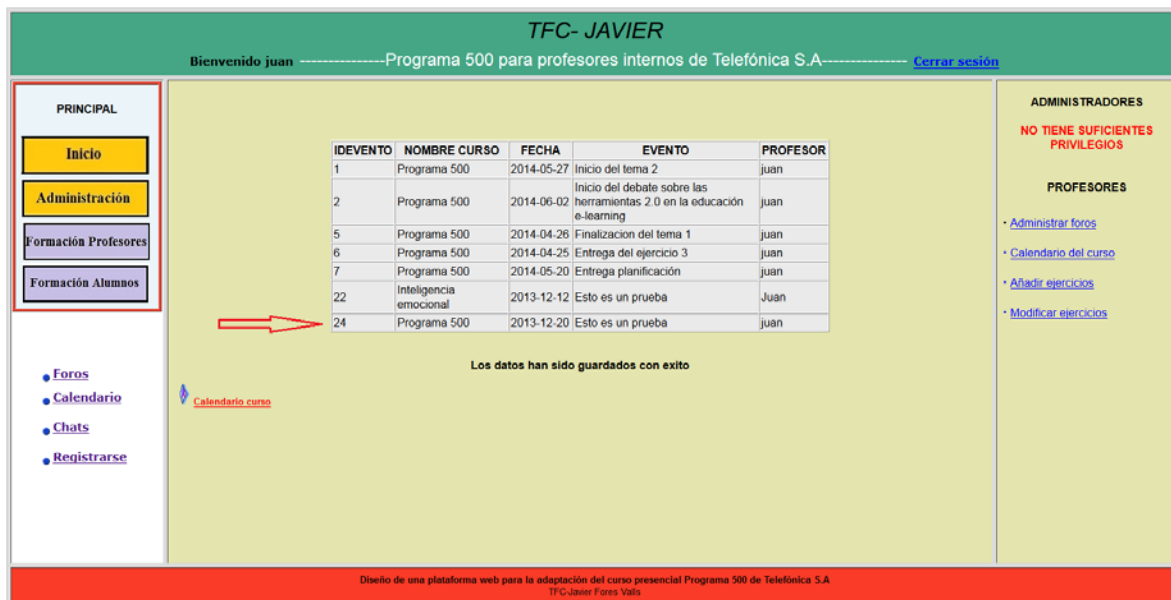 TFC- JAVIER
Bienvenido juan ---------------Programa 500 para profesores internos de Telefónica S.A--------------- Cerrar sesión
PRINCIPAL
Inicio
Administración
Formación Profesores
Formación Alumnos
Foros
Calendario
Chats
Registrarse
IDEVENTO NOMBRE CURSO FECHA EVENTO PROFESOR
1 Programa 500 2014-05-27 Inicio del tema 2 juan
2 Programa 500 2014-06-02 Inicio del debate sobre las herramientas 2.0 en la educación e-learning juan
5 Programa 500 2014-04-26 Finalizacion del tema 1 juan
6 Programa 500 2014-04-25 Entrega del ejercicio 3 juan
7 Programa 500 2014-05-20 Entrega planificación juan
22 Inteligencia emocional 2013-12-12 Esto es un prueba Juan
24 Programa 500 2013-12-20 Esto es un prueba juan
Los datos han sido guardados con exito
Calendario curso
ADMINISTRADORES
NO TIENE SUFICIENTES
PRIVILEGIOS
PROFESORES
Administrar foros
Calendario del curso
Añadir ejercicios
Modificar ejercicios
Diseño de una plataforma web para la adaptación del curso presencial Programa 500 de Telefónica S.A
TFC-Javier Fores Valls